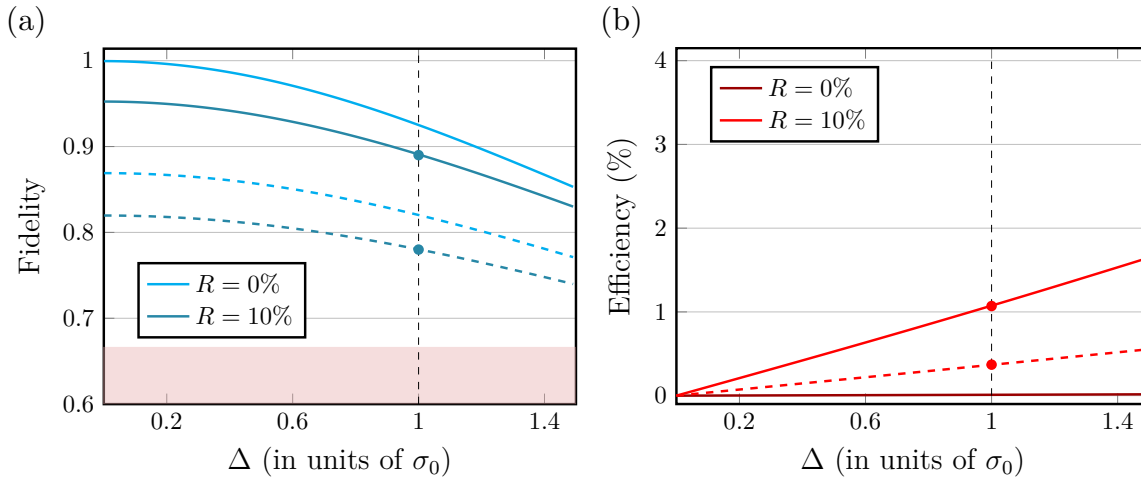 (a)
Fidelity
1
0.9
0.8
0.7
0.6
R = 0%
R = 10%
0.2
0.6
1
1.4
Δ (in units of σ₀)
(b)
Efficiency (%)
4
3
2
1
0
R = 0%
R = 10%
0.2
0.6
1
1.4
Δ (in units of σ₀)